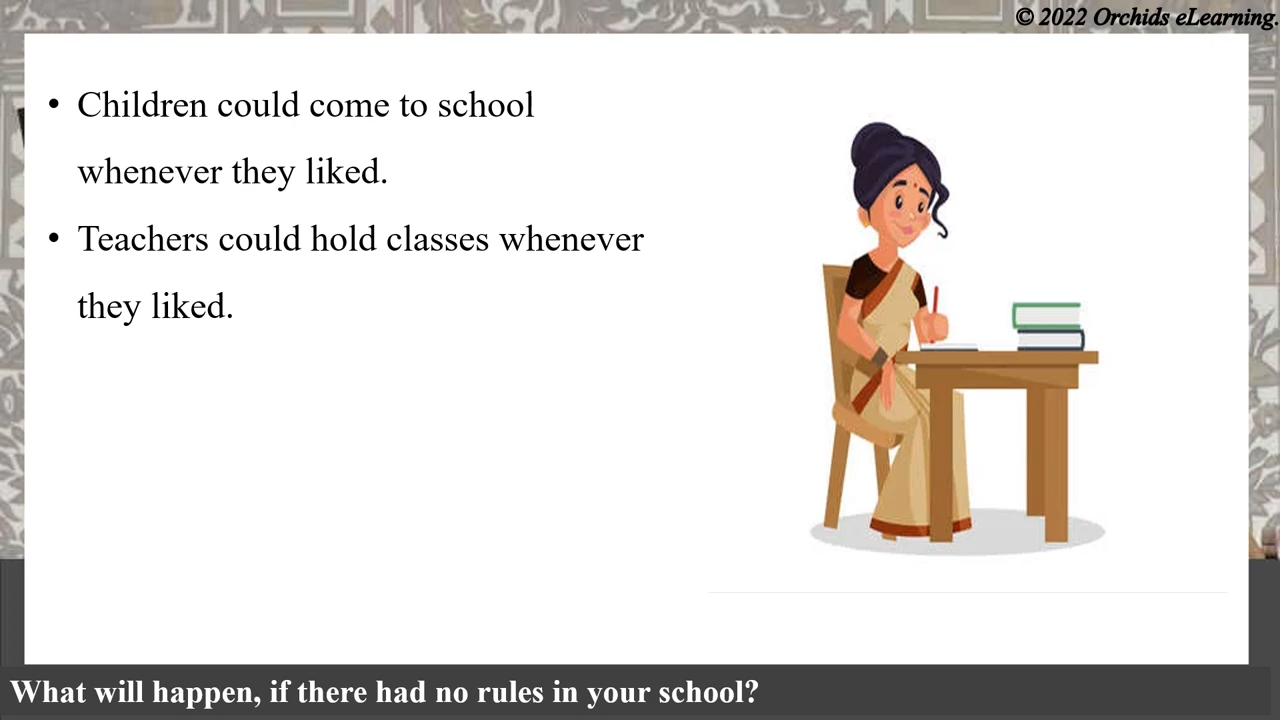 © 2022 Orchids eLearning.
• Children could come to school
whenever they liked.
• Teachers could hold classes whenever
they liked.
What will happen, if there had no rules in your school?